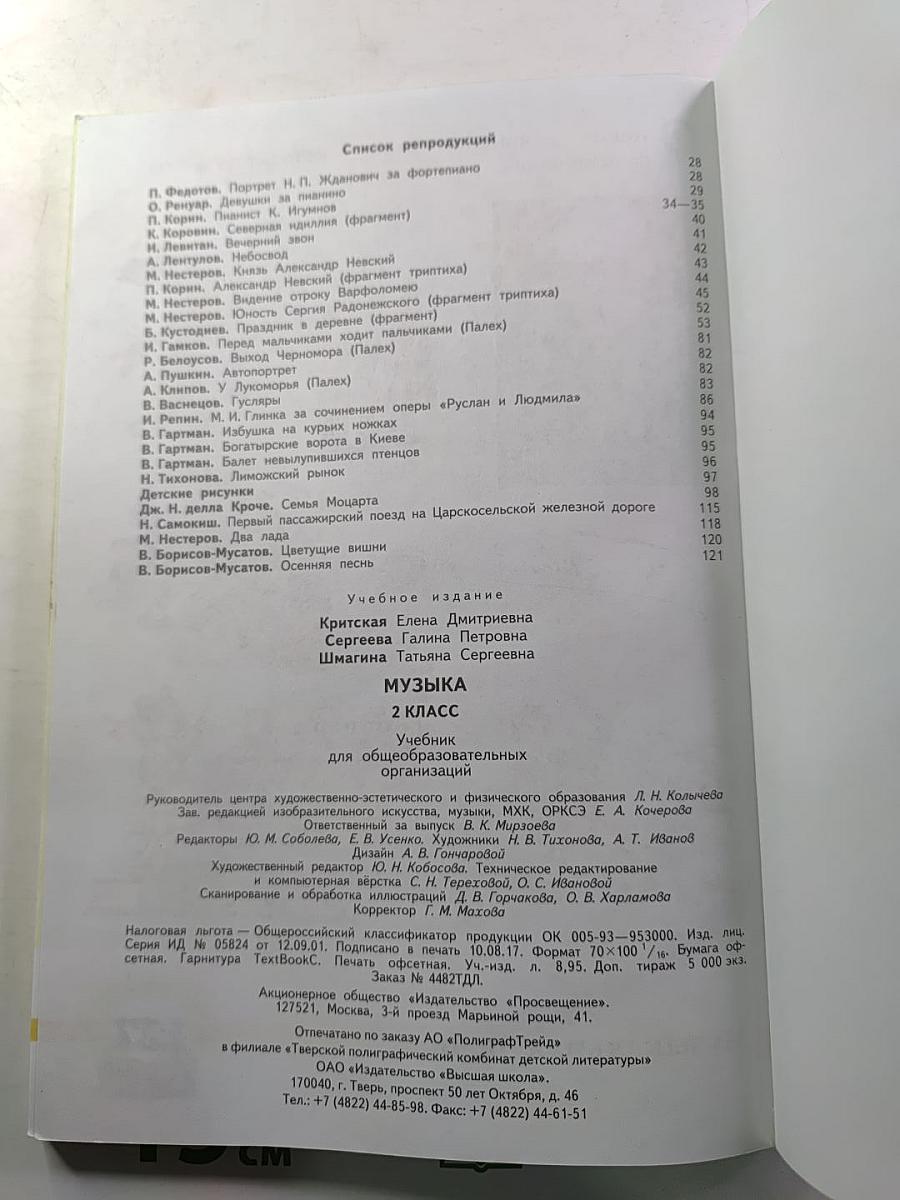 Список репродукций
П. Федотов. Портрет Н. П. Жданович за фортепиано 28
О. Ренуар. Девушки за пианино 28
П. Корин. Пианист К. Игумнов 29
К. Коровин. Северная идиллия (фрагмент) 34—35
И. Левитан. Вечерний звон 40
А. Лентулов. Небосвод 41
М. Нестеров. Князь Александр Невский 42
П. Корин. Александр Невский (фрагмент триптиха) 43
М. Нестеров. Видение отроку Варфоломею 44
М. Нестеров. Юность Сергия Радонежского (фрагмент триптиха) 45
Б. Кустодиев. Праздник в деревне (фрагмент) 52
И. Гамков. Перед мальчиками ходит пальчиками (Палех) 53
Р. Белоусов. Выход Черномора (Палех) 81
А. Пушкин. Автопортрет 82
А. Клипов. У Лукоморья (Палех) 82
В. Васнецов. Гусляры 83
И. Репин. М. И. Глинка за сочинением оперы «Руслан и Людмила» 86
В. Гартман. Избушка на курьих ножках 94
В. Гартман. Богатырские ворота в Киеве 95
В. Гартман. Балет невылупившихся птенцов 95
Н. Тихонова. Лиможский рынок 96
Детские рисунки 97
Дж. Н. делла Кроче. Семья Моцарта 98
Н. Самокиш. Первый пассажирский поезд на Царскосельской железной дороге 115
М. Нестеров. Два лада 118
В. Борисов-Мусатов. Цветущие вишни 120
В. Борисов-Мусатов. Осенняя песнь 121
Учебное издание
Критская Елена Дмитриевна
Сергеева Галина Петровна
Шмагина Татьяна Сергеевна
МУЗЫКА
2 КЛАСС
Учебник
для общеобразовательных
организаций
Руководитель центра художественно-эстетического и физического образования Л. Н. Колычева
Зав. редакцией изобразительного искусства, музыки, МХК, ОРКСЭ Е. А. Кочерова
Ответственный за выпуск В. К. Мирзоева
Редакторы Ю. М. Соболева, Е. В. Усенко. Художники Н. В. Тихонова, А. Т. Иванов
Дизайн А. В. Гончаровой
Художественный редактор Ю. Н. Кобосова. Техническое редактирование
и компьютерная вёрстка С. Н. Тереховой, О. С. Ивановой
Сканирование и обработка иллюстраций Д. В. Горчакова, О. В. Харламова
Корректор Г. М. Махова
Налоговая льгота — Общероссийский классификатор продукции ОК 005-93—953000. Изд. лиц.
Серия ИД № 05824 от 12.09.01. Подписано в печать 10.08.17. Формат 70×100 1/16. Бумага оф-
сетная. Гарнитура TextBookC. Печать офсетная. Уч.-изд. л. 8,95. Доп. тираж 5 000 экз.
Заказ № 4482ТДЛ.
Акционерное общество «Издательство «Просвещение».
127521, Москва, 3-й проезд Марьиной рощи, 41.
Отпечатано по заказу АО «ПолиграфТрейд»
в филиале «Тверской полиграфический комбинат детской литературы»
ОАО «Издательство «Высшая школа».
170040, г. Тверь, проспект 50 лет Октября, д. 46
Тел.: +7 (4822) 44-85-98. Факс: +7 (4822) 44-61-51
см